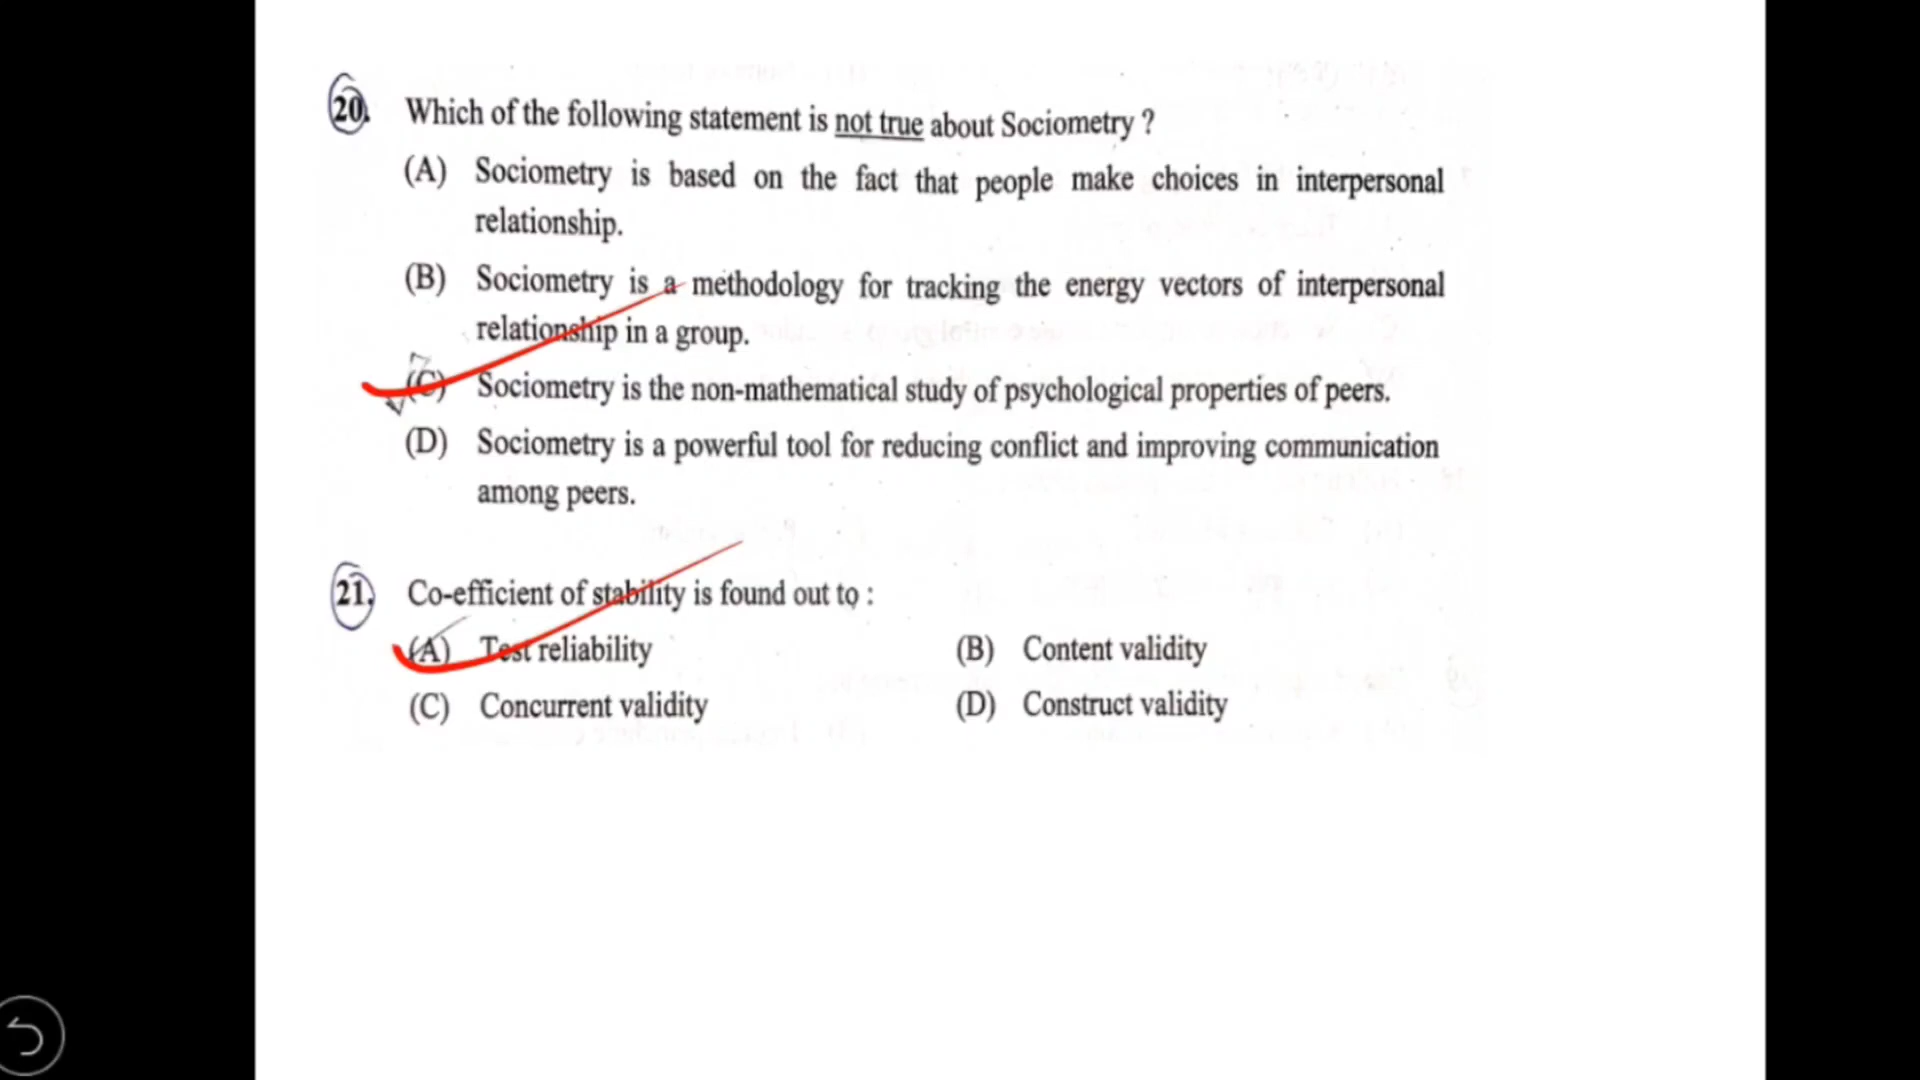 20. Which of the following statement is not true about Sociometry ?
(A) Sociometry is based on the fact that people make choices in interpersonal
relationship.
(B) Sociometry is a methodology for tracking the energy vectors of interpersonal
relationship in a group.
(C) Sociometry is the non-mathematical study of psychological properties of peers.
(D) Sociometry is a powerful tool for reducing conflict and improving communication
among peers.
21. Co-efficient of stability is found out to :
(A) Test reliability (B) Content validity
(C) Concurrent validity (D) Construct validity